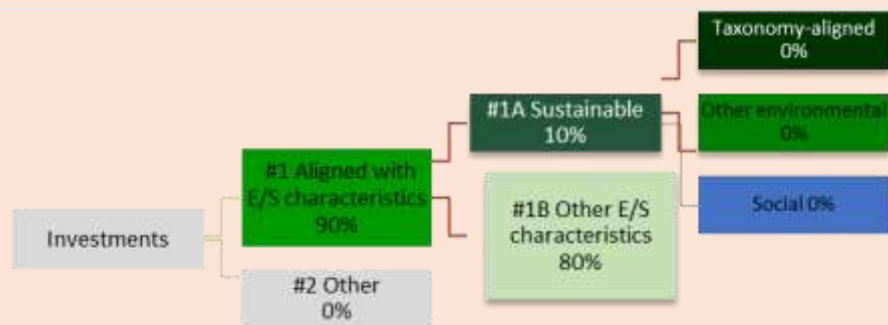 Investments
#1 Aligned with
E/S characteristics
90%
#2 Other
0%
#1A Sustainable
10%
#1B Other E/S
characteristics
80%
Taxonomy-aligned
0%
Other environmental
0%
Social 0%